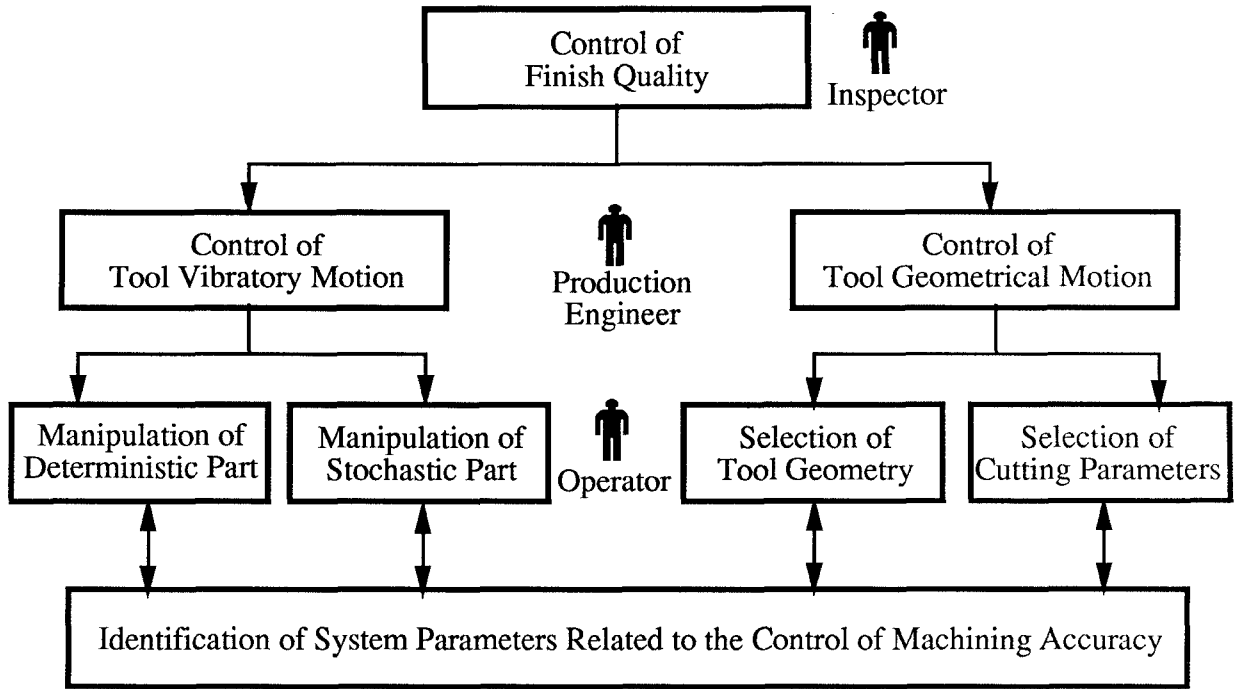 Control of
Finish Quality
Inspector
Control of
Tool Vibratory Motion
Production
Engineer
Control of
Tool Geometrical Motion
Manipulation of
Deterministic Part
Manipulation of
Stochastic Part
Operator
Selection of
Tool Geometry
Selection of
Cutting Parameters
Identification of System Parameters Related to the Control of Machining Accuracy